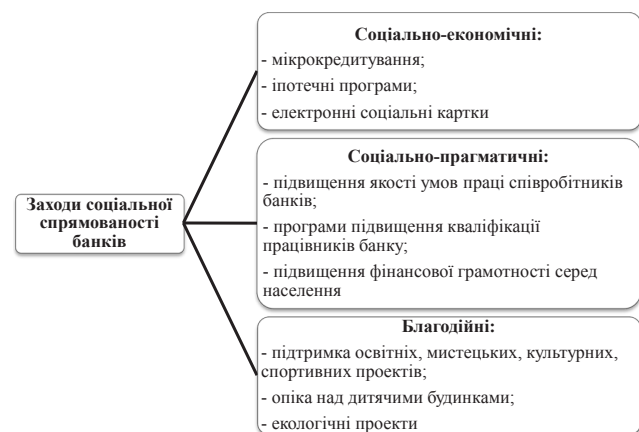 Заходи соціальної
спрямованості
банків
Соціально-економічні:
- мікрокредитування;
- іпотечні програми;
- електронні соціальні картки
Соціально-прагматичні:
- підвищення якості умов праці співробітників
банків;
- програми підвищення кваліфікації
працівників банку;
- підвищення фінансової грамотності серед
населення
Благодійні:
- підтримка освітніх, мистецьких, культурних,
спортивних проектів;
- опіка над дитячими будинками;
- екологічні проекти